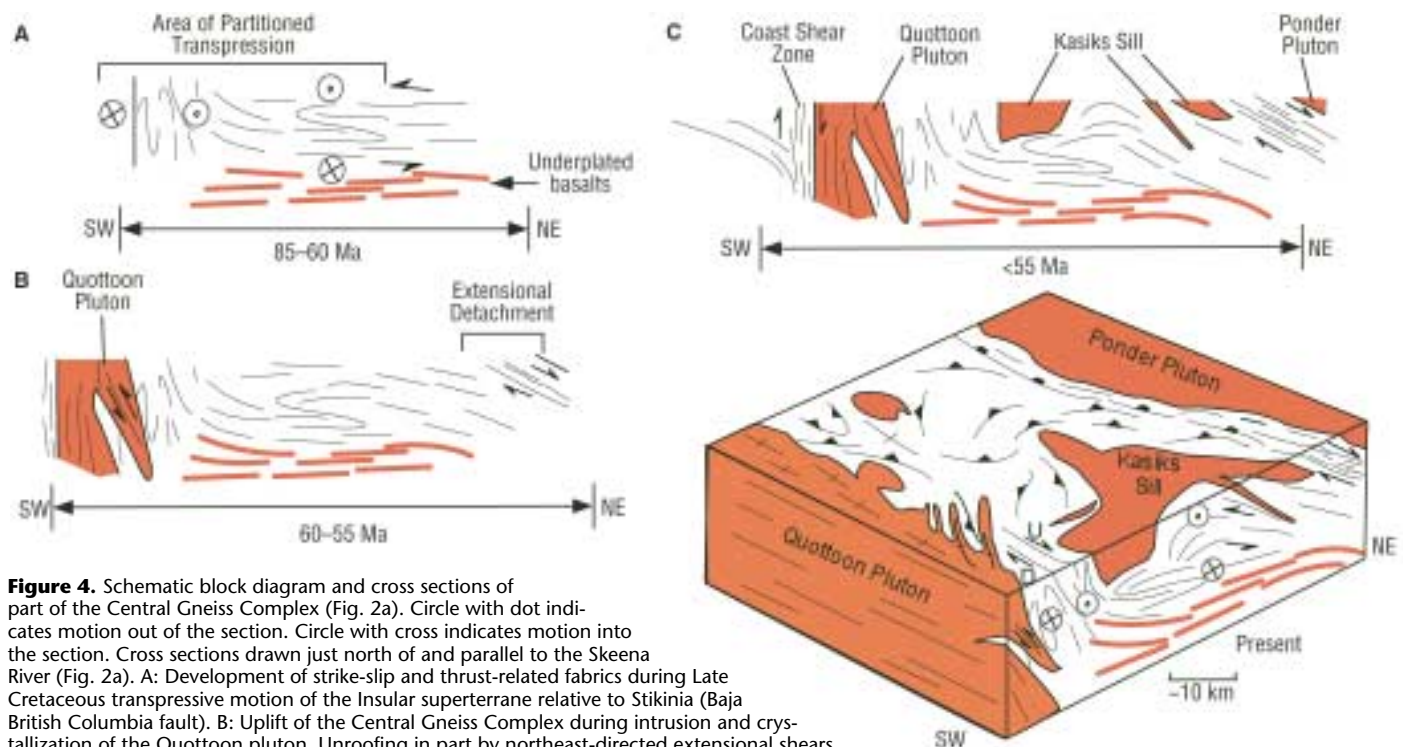 A
Area of Partitioned
Transpression
Underplated
basalts
SW
NE
85–60 Ma
B
Quottoon
Pluton
Extensional
Detachment
SW
NE
60–55 Ma
C
Coast Shear
Zone
Quottoon
Pluton
Kasiks Sill
Ponder
Pluton
SW
NE
<55 Ma
Ponder Pluton
Kasiks
Sill
U
D
Quottoon Pluton
NE
Present
~10 km
SW
Figure 4. Schematic block diagram and cross sections of
part of the Central Gneiss Complex (Fig. 2a). Circle with dot indi-
cates motion out of the section. Circle with cross indicates motion into
the section. Cross sections drawn just north of and parallel to the Skeena
River (Fig. 2a). A: Development of strike-slip and thrust-related fabrics during Late
Cretaceous transpressive motion of the Insular superterrane relative to Stikinia (Baja
British Columbia fault). B: Uplift of the Central Gneiss Complex during intrusion and crys-
tallization of the Quottoon pluton. Unroofing in part by northeast-directed extensional shears